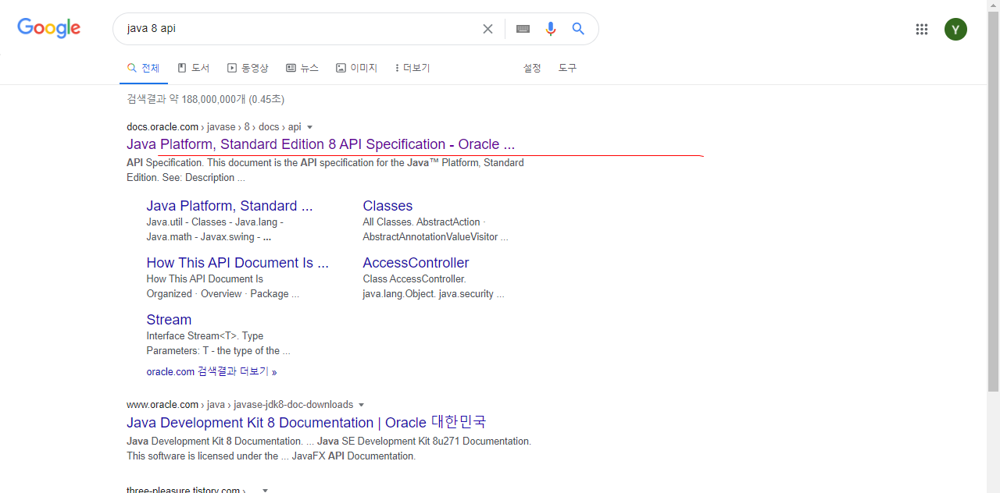 Google
java 8 api
Y
전체 도서 동영상 뉴스 이미지 더보기 설정 도구
검색결과 약 188,000,000개 (0.45초)
docs.oracle.com › javase › 8 › docs › api
Java Platform, Standard Edition 8 API Specification - Oracle ...
API Specification. This document is the API specification for the Java™ Platform, Standard
Edition. See: Description ...
Java Platform, Standard ...
Java.util - Classes - Java.lang -
Java.math - Javax.swing - ...
Classes
All Classes. AbstractAction ·
AbstractAnnotationValueVisitor ...
How This API Document Is ...
How This API Document Is
Organized · Overview · Package ...
AccessController
Class AccessController.
java.lang.Object. java.security ...
Stream
Interface Stream<T>. Type
Parameters: T - the type of the ...
oracle.com 검색결과 더보기 »
www.oracle.com › java › javase-jdk8-doc-downloads
Java Development Kit 8 Documentation | Oracle 대한민국
Java Development Kit 8 Documentation. ... Java SE Development Kit 8u271 Documentation.
This software is licensed under the ... JavaFX API Documentation.
three-pleasure.tistory.com ›